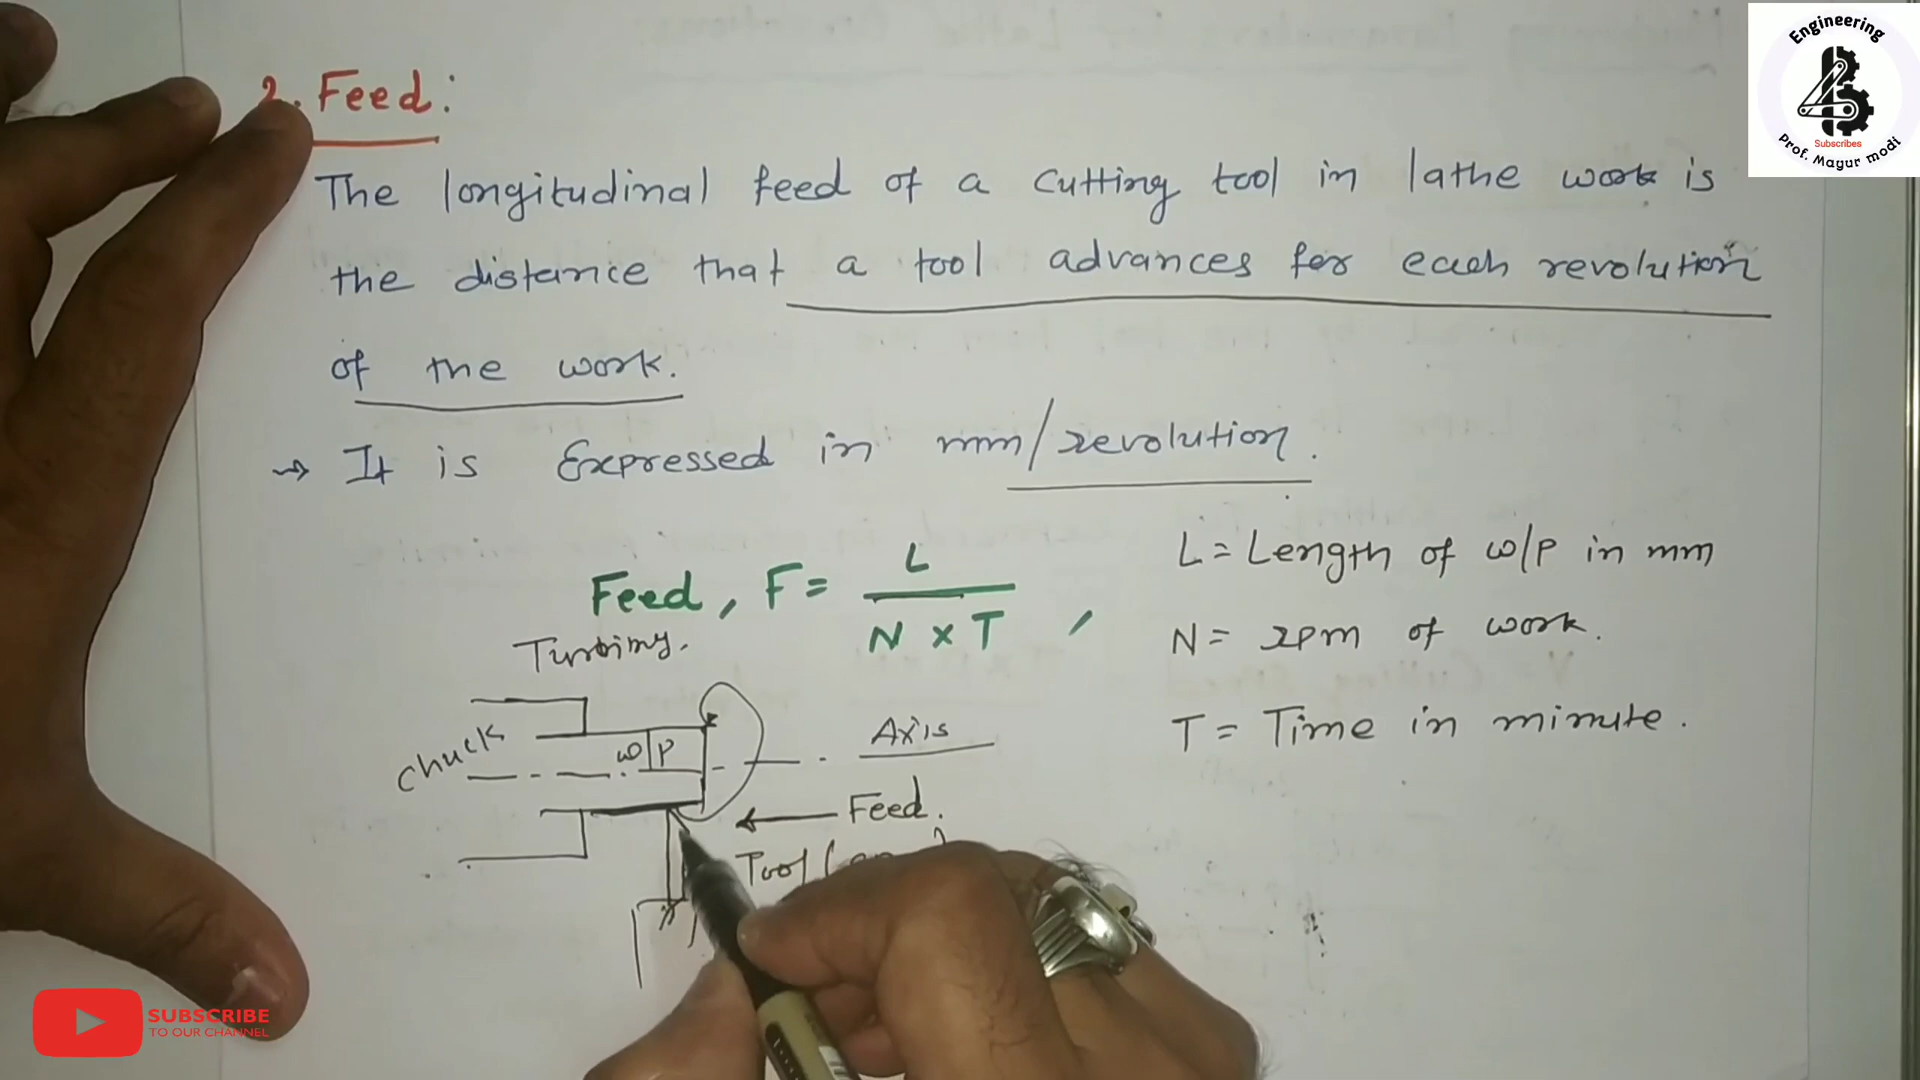 2. Feed:
The longitudinal feed of a cutting tool in lathe work is
the distance that a tool advances for each revolution
of the work.
→ It is Expressed in mm/revolution.
Feed, F = L / N × T ,
L = Length of w/p in mm
N = rpm of work.
T = Time in minute.
Turning.
chuck
w/p
Axis
Feed.
Tool (
Engineering
Subscribes
Prof. Mayur modi
SUBSCRIBE
TO OUR CHANNEL